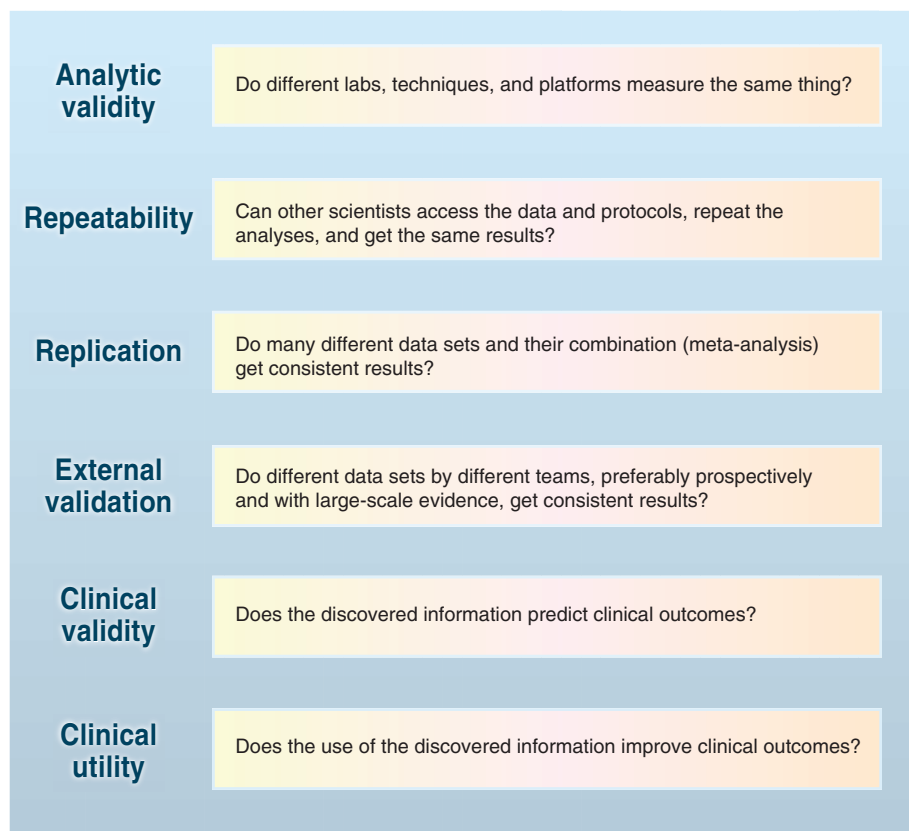 Analytic
validity
Do different labs, techniques, and platforms measure the same thing?
Repeatability
Can other scientists access the data and protocols, repeat the
analyses, and get the same results?
Replication
Do many different data sets and their combination (meta-analysis)
get consistent results?
External
validation
Do different data sets by different teams, preferably prospectively
and with large-scale evidence, get consistent results?
Clinical
validity
Does the discovered information predict clinical outcomes?
Clinical
utility
Does the use of the discovered information improve clinical outcomes?